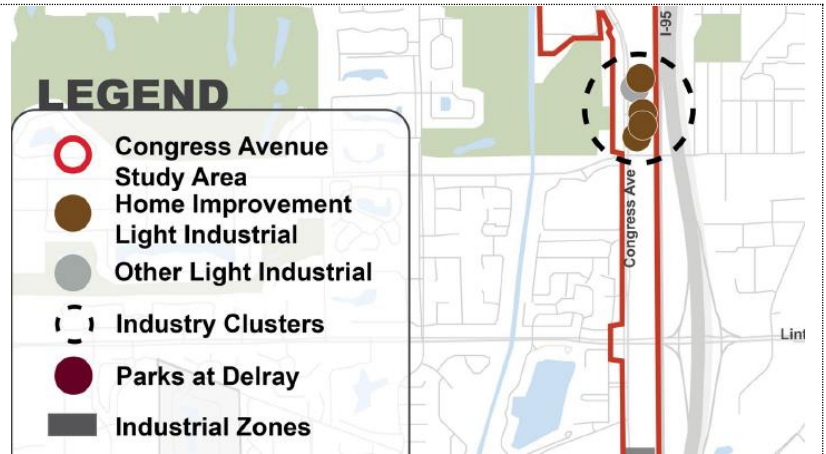 LEGEND
Congress Avenue
Study Area
Home Improvement
Light Industrial
Other Light Industrial
Industry Clusters
Parks at Delray
Industrial Zones
I-95
Congress Ave